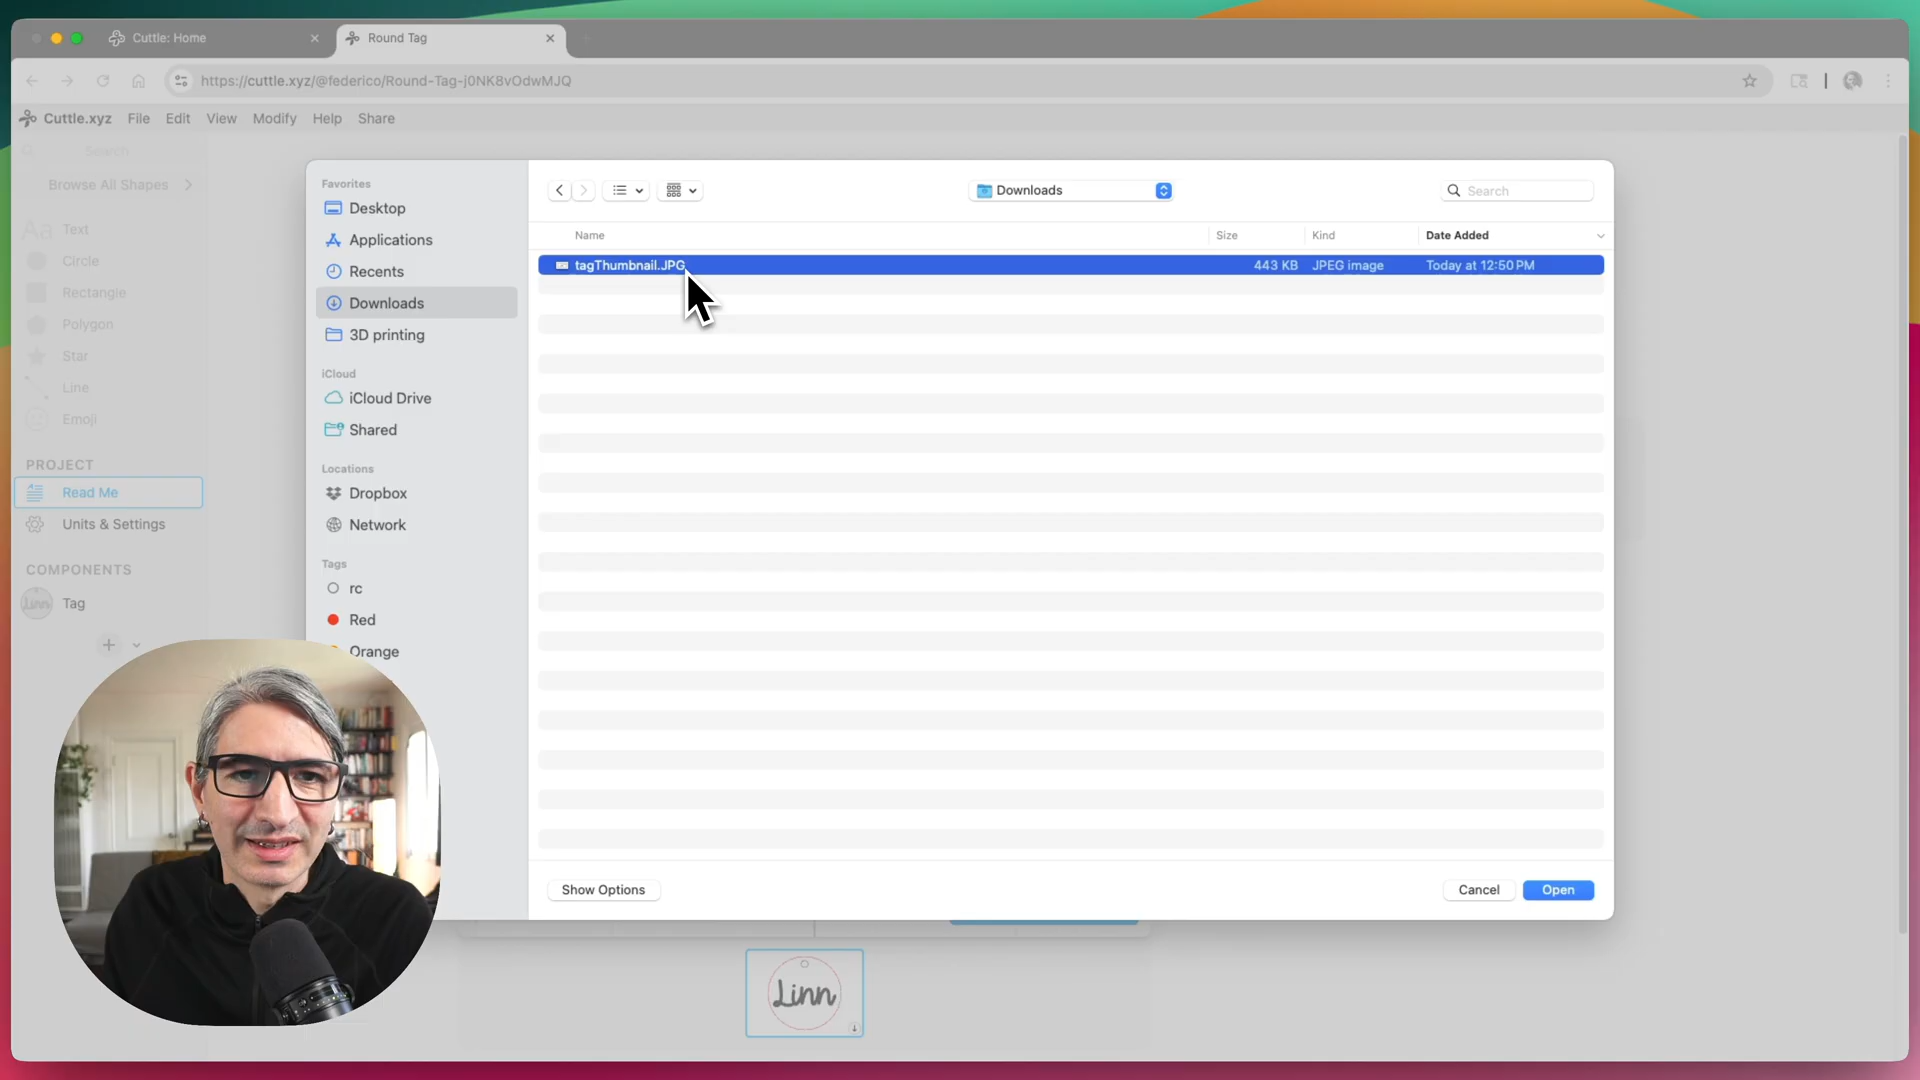 Cuttle: Home
Round Tag
https://cuttle.xyz/@federico/Round-Tag-j0NK8vOdwMJQ
Cuttle.xyz File Edit View Modify Help Share
Search
Browse All Shapes
Aa Text
Circle
Rectangle
Polygon
Star
Line
Emoji
PROJECT
Read Me
Units & Settings
COMPONENTS
Linn Tag
Favorites
Desktop
Applications
Recents
Downloads
3D printing
iCloud
iCloud Drive
Shared
Locations
Dropbox
Network
Tags
rc
Red
Orange
Downloads
Search
Name Size Kind Date Added
tagThumbnail.JPG 443 KB JPEG image Today at 12:50 PM
Show Options
Cancel Open
Linn